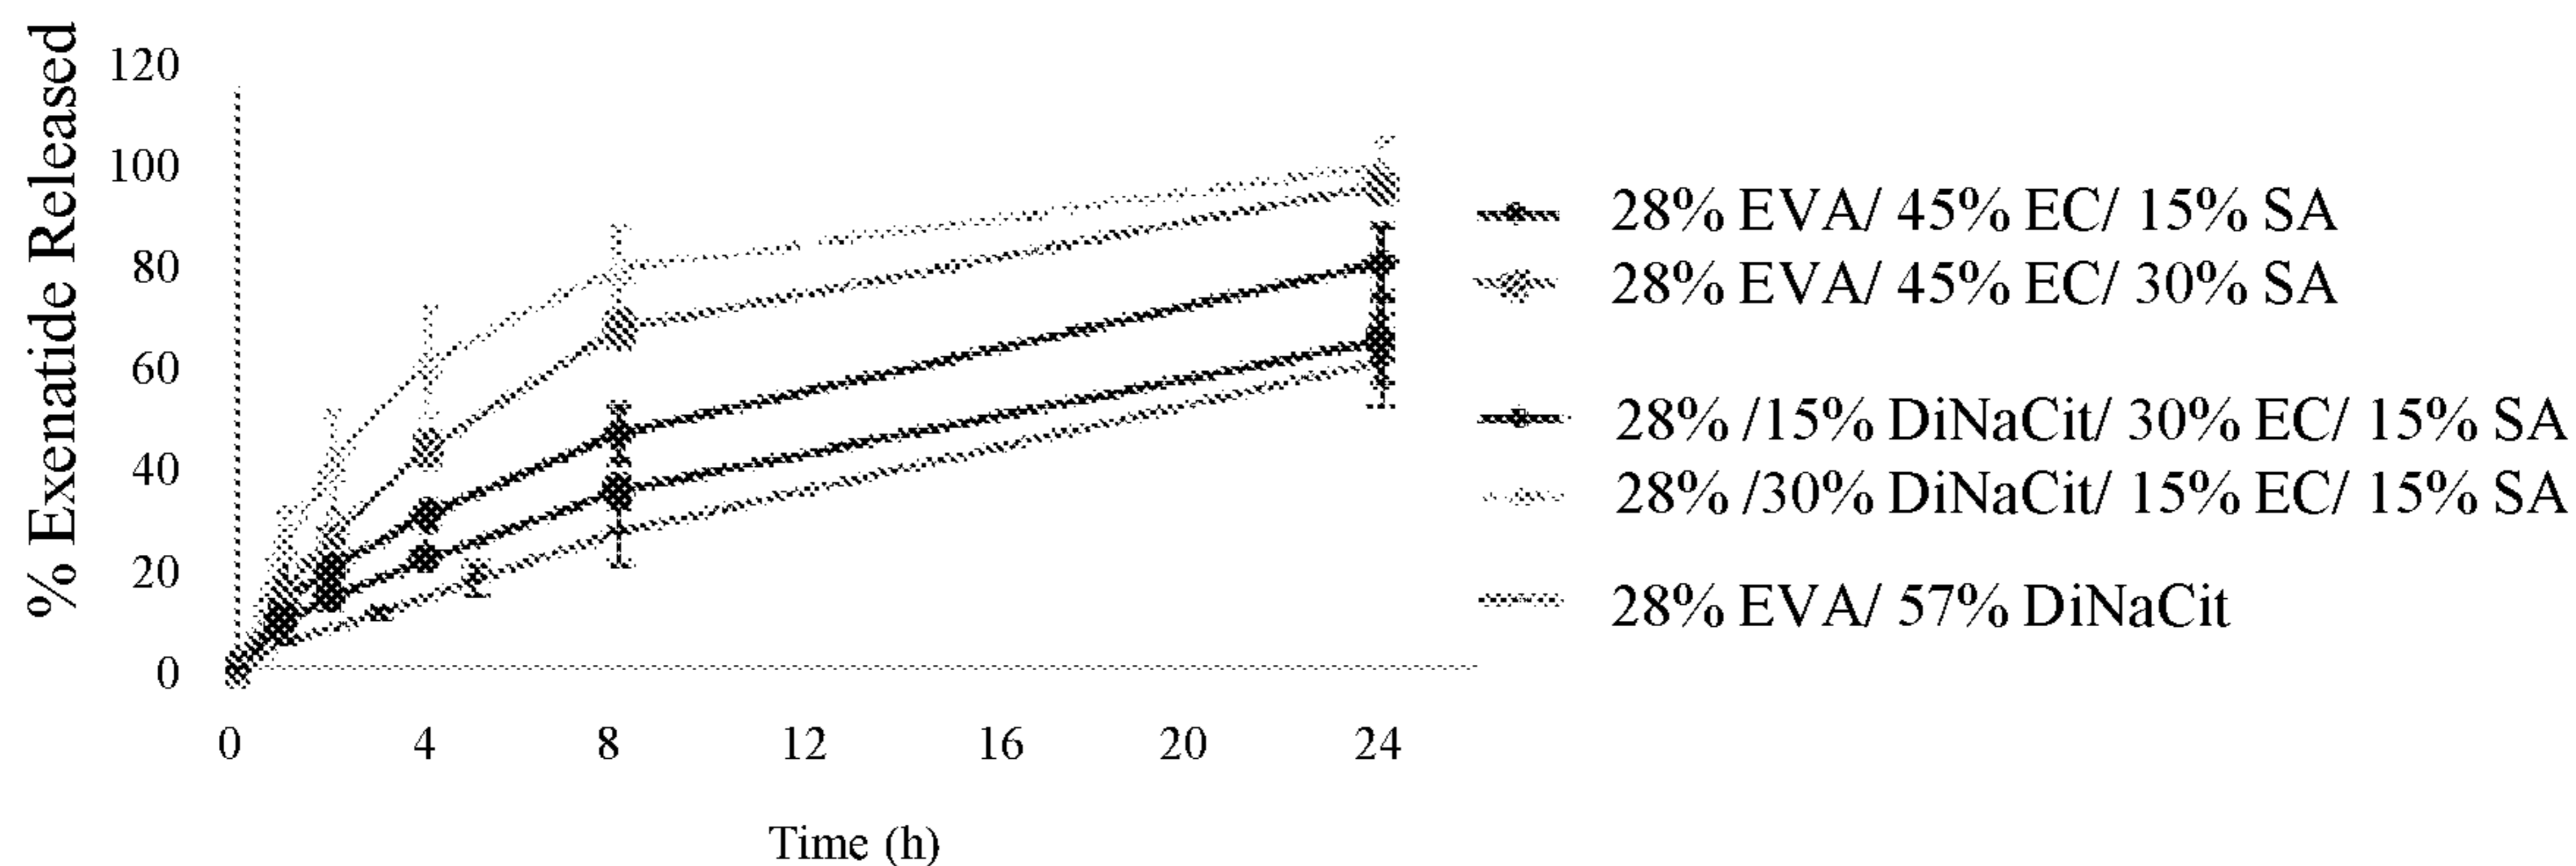 % Exenatide Released
120
100
80
60
40
20
0
0 4 8 12 16 20 24
Time (h)
28% EVA/ 45% EC/ 15% SA
28% EVA/ 45% EC/ 30% SA
28% /15% DiNaCit/ 30% EC/ 15% SA
28% /30% DiNaCit/ 15% EC/ 15% SA
28% EVA/ 57% DiNaCit